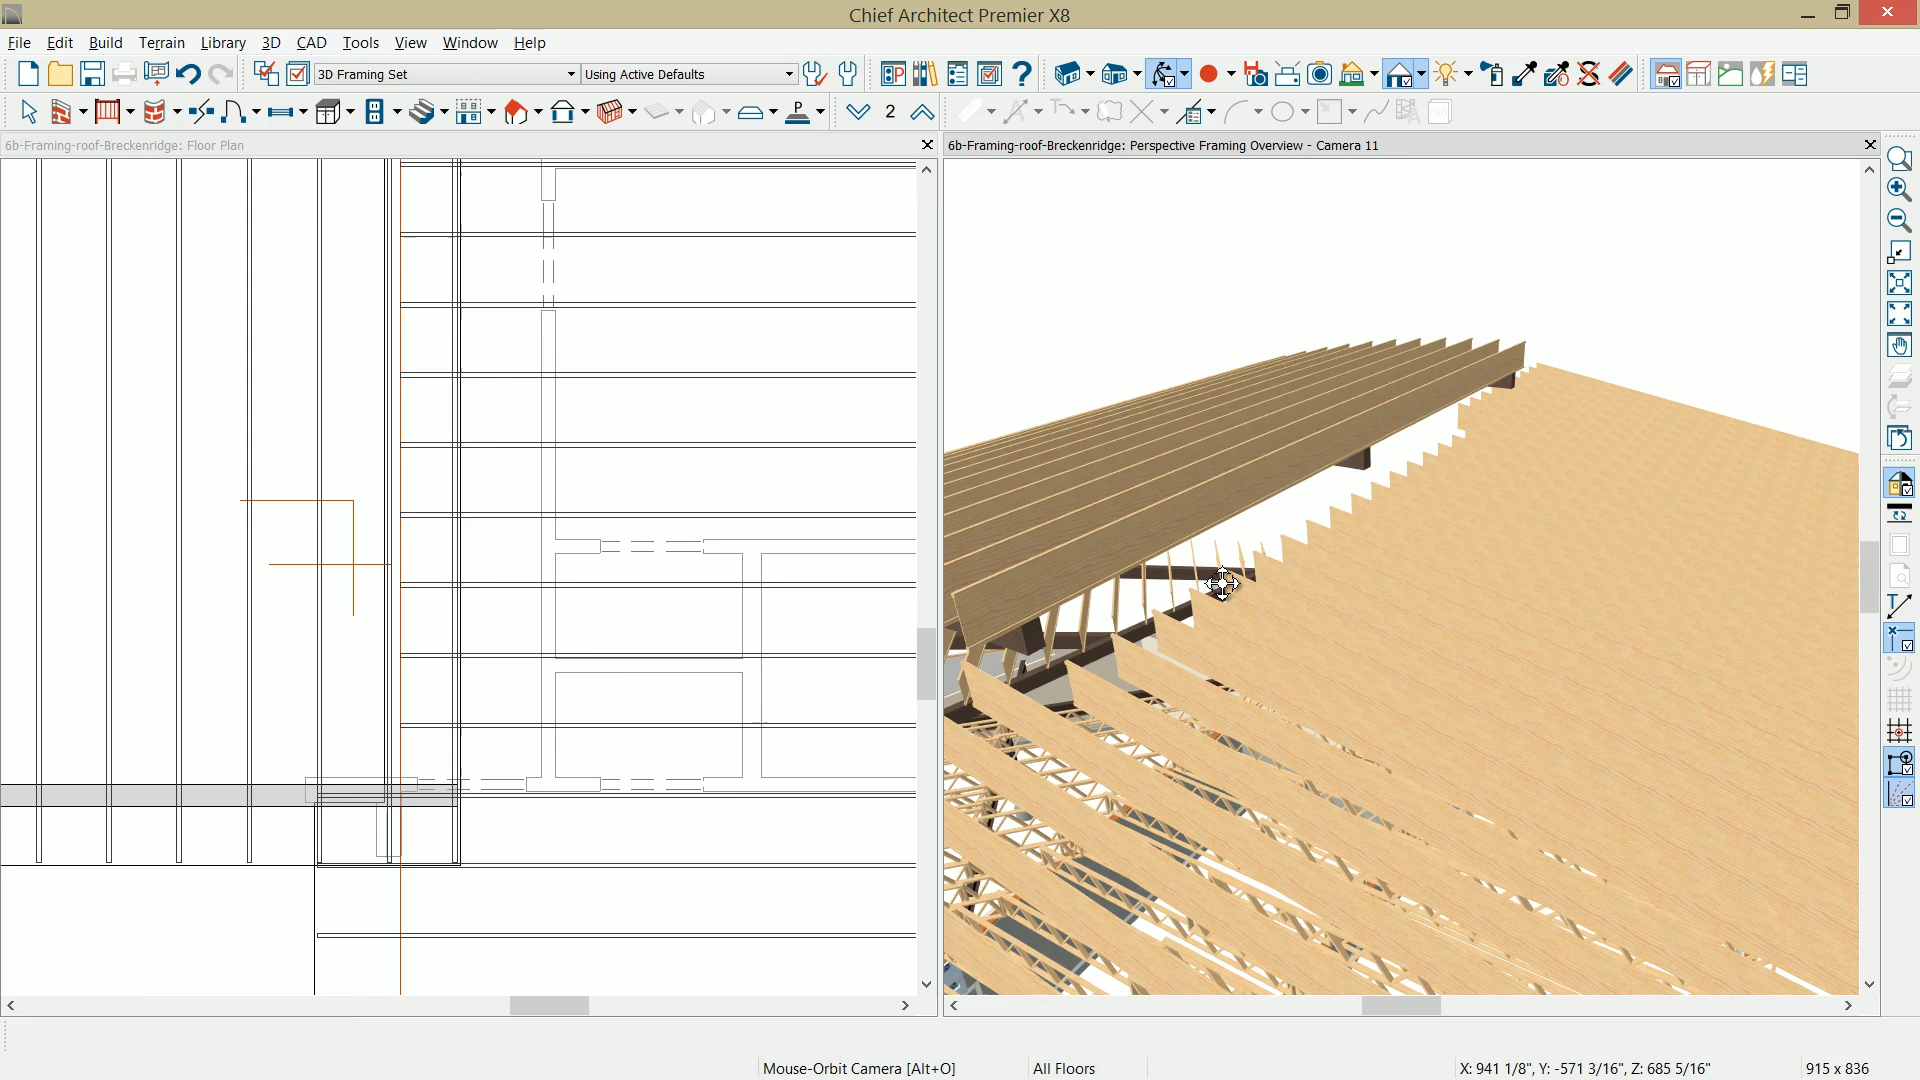 Chief Architect Premier X8
File Edit Build Terrain Library 3D CAD Tools View Window Help
3D Framing Set
Using Active Defaults
2
6b-Framing-roof-Breckenridge: Floor Plan
6b-Framing-roof-Breckenridge: Perspective Framing Overview - Camera 11
Mouse-Orbit Camera [Alt+O]
All Floors
X: 941 1/8", Y: -571 3/16", Z: 685 5/16"
915 x 836